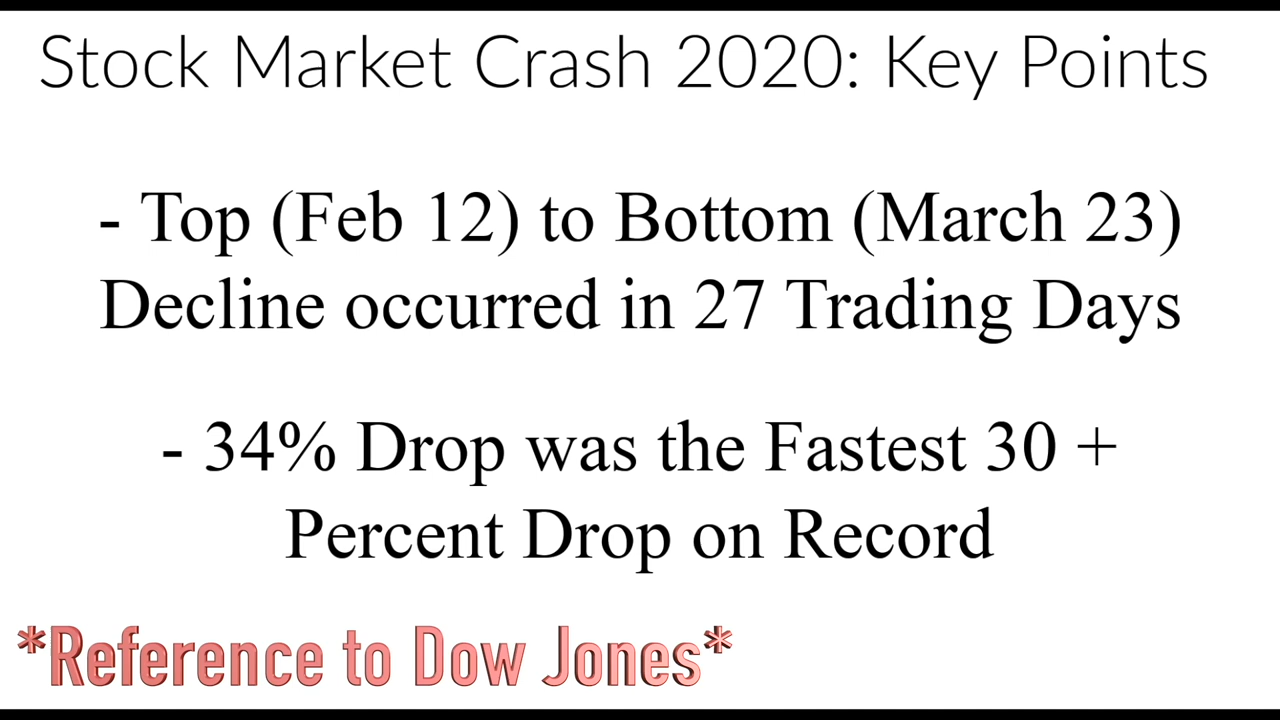 Stock Market Crash 2020: Key Points
- Top (Feb 12) to Bottom (March 23)
Decline occurred in 27 Trading Days
- 34% Drop was the Fastest 30 +
Percent Drop on Record
*Reference to Dow Jones*